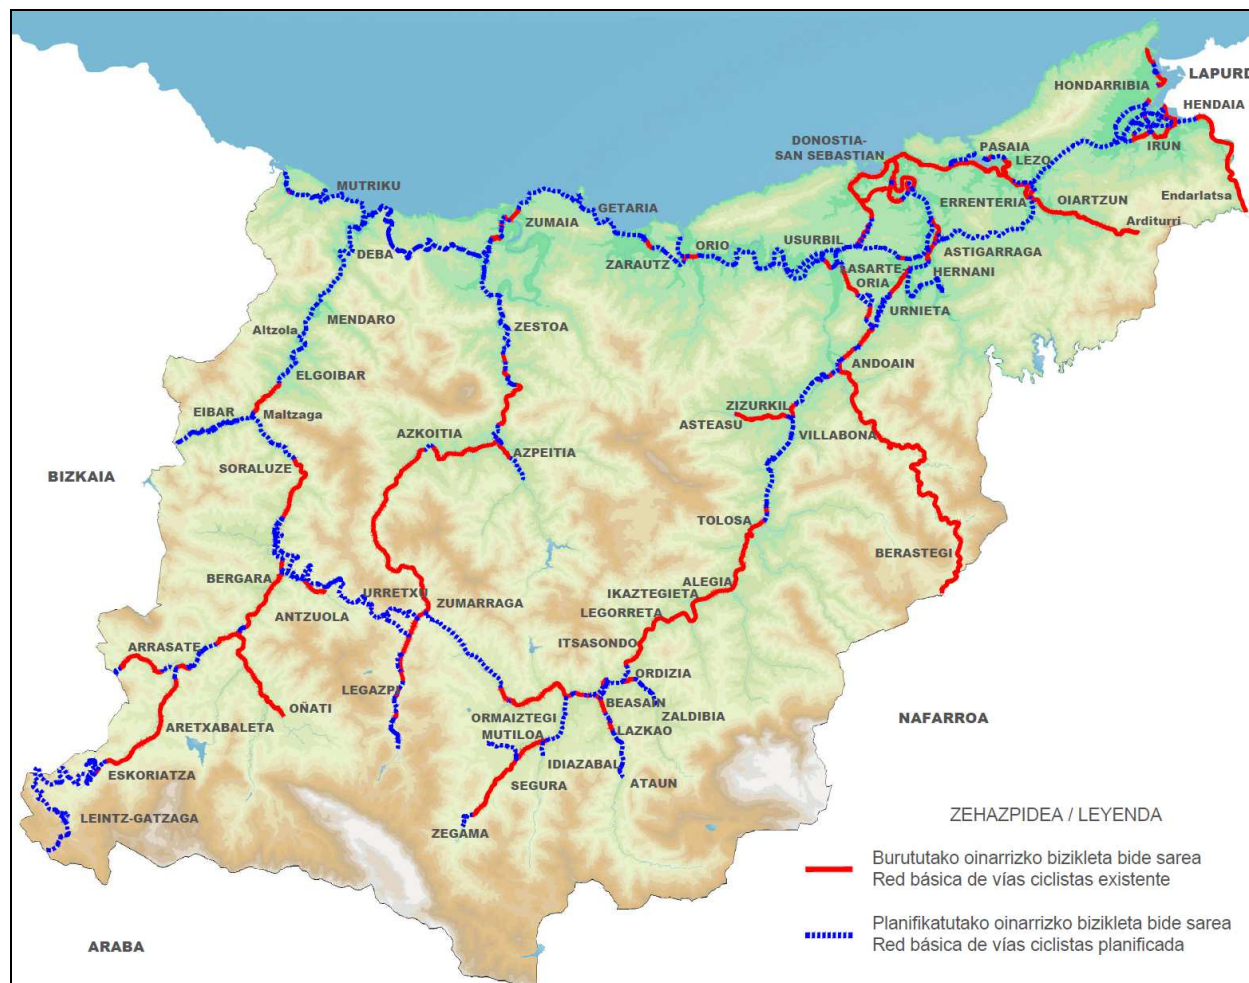 LAPURD
HONDARRIBIA
HENDAIA
DONOSTIA-
SAN SEBASTIAN
PASAIA
LEZO
IRUN
MUTRIKU
GETARIA
ERRENTERIA
OIARTZUN
Endarlatsa
ZUMAIA
Arditurri
DEBA
ZARAUTZ
ORIO
USURBIL
ASTIGARRAGA
LASARTE-
ORIA
HERNANI
MENDARO
Altzola
ZESTOA
URNIETA
ELGOIBAR
ANDOAIN
EIBAR
Maltzaga
ZIZURKIL
ASTEASU
AZKOITIA
VILLABONA
AZPEITIA
SORALUZE
BIZKAIA
TOLOSA
BERASTEGI
BERGARA
ALEGIA
URRETXU
IKAZTEGIETA
ZUMARRAGA
LEGORRETA
ANTZUOLA
ITSASONDO
ARRASATE
ORDIZIA
LEGAZPI
BEASAIN
OÑATI
ZALDIBIA
ORMAIZTEGI
NAFARROA
ARETXABALETA
MUTILOA
LAZKAO
IDIAZABAL
ESKORIATZA
SEGURA
ATAUN
LEINTZ-GATZAGA
ZEGAMA
ARABA
ZEHAZPIDEA / LEYENDA
Burututako oinarrizko bizikleta bide sarea
Red básica de vías ciclistas existente
Planifikatutako oinarrizko bizikleta bide sarea
Red básica de vías ciclistas planificada